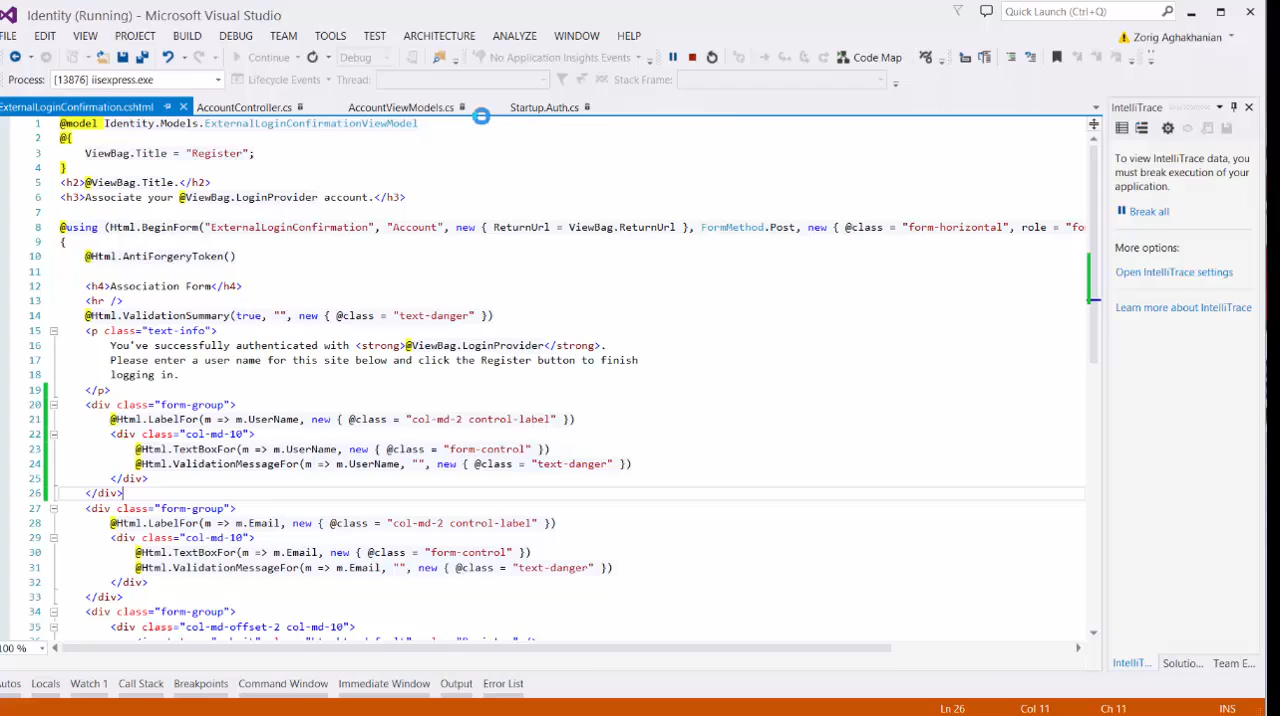 Identity (Running) - Microsoft Visual Studio
Quick Launch (Ctrl+Q)
FILE EDIT VIEW PROJECT BUILD DEBUG TEAM TOOLS TEST ARCHITECTURE ANALYZE WINDOW HELP
Zorig Aghakhanian
Continue Debug No Application Insights Events Code Map
Process: [13876] iisexpress.exe Lifecycle Events Thread: Stack Frame:
ExternalLoginConfirmation.cshtml AccountController.cs AccountViewModels.cs Startup.Auth.cs
IntelliTrace
1 @model Identity.Models.ExternalLoginConfirmationViewModel
2 @{
3 ViewBag.Title = "Register";
4 }
5 <h2>@ViewBag.Title.</h2>
6 <h3>Associate your @ViewBag.LoginProvider account.</h3>
7
8 @using (Html.BeginForm("ExternalLoginConfirmation", "Account", new { ReturnUrl = ViewBag.ReturnUrl }, FormMethod.Post, new { @class = "form-horizontal", role = "fo
9 {
10 @Html.AntiForgeryToken()
11
12 <h4>Association Form</h4>
13 <hr />
14 @Html.ValidationSummary(true, "", new { @class = "text-danger" })
15 <p class="text-info">
16 You've successfully authenticated with <strong>@ViewBag.LoginProvider</strong>.
17 Please enter a user name for this site below and click the Register button to finish
18 logging in.
19 </p>
20 <div class="form-group">
21 @Html.LabelFor(m => m.UserName, new { @class = "col-md-2 control-label" })
22 <div class="col-md-10">
23 @Html.TextBoxFor(m => m.UserName, new { @class = "form-control" })
24 @Html.ValidationMessageFor(m => m.UserName, "", new { @class = "text-danger" })
25 </div>
26 </div>
27 <div class="form-group">
28 @Html.LabelFor(m => m.Email, new { @class = "col-md-2 control-label" })
29 <div class="col-md-10">
30 @Html.TextBoxFor(m => m.Email, new { @class = "form-control" })
31 @Html.ValidationMessageFor(m => m.Email, "", new { @class = "text-danger" })
32 </div>
33 </div>
34 <div class="form-group">
35 <div class="col-md-offset-2 col-md-10">
To view IntelliTrace data, you
must break execution of your
application.
Break all
More options:
Open IntelliTrace settings
Learn more about IntelliTrace
100 %
IntelliT... Solutio... Team E...
Autos Locals Watch 1 Call Stack Breakpoints Command Window Immediate Window Output Error List
Ln 26 Col 11 Ch 11 INS